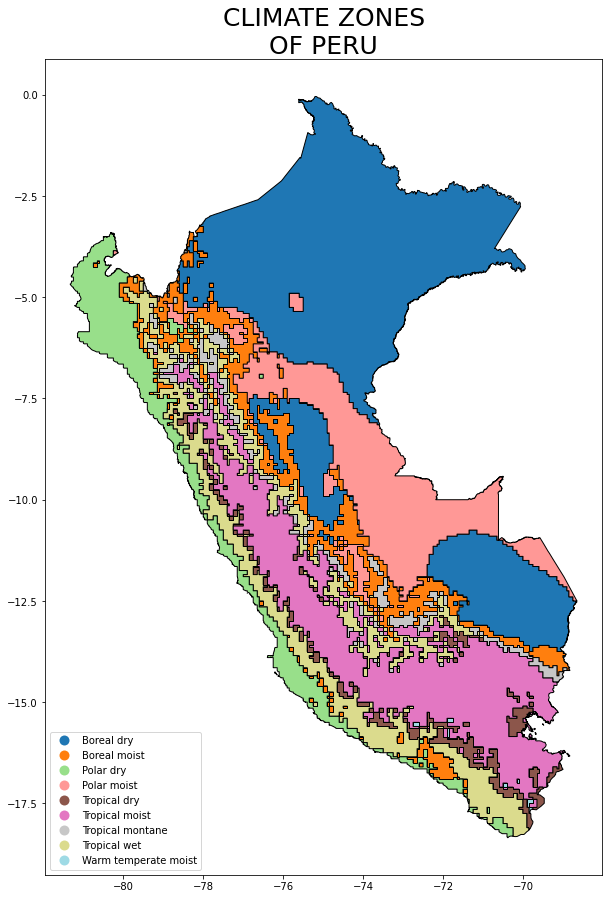 CLIMATE ZONES
OF PERU
0.0
−2.5
−5.0
−7.5
−10.0
−12.5
−15.0
−17.5
Boreal dry
Boreal moist
Polar dry
Polar moist
Tropical dry
Tropical moist
Tropical montane
Tropical wet
Warm temperate moist
−80
−78
−76
−74
−72
−70